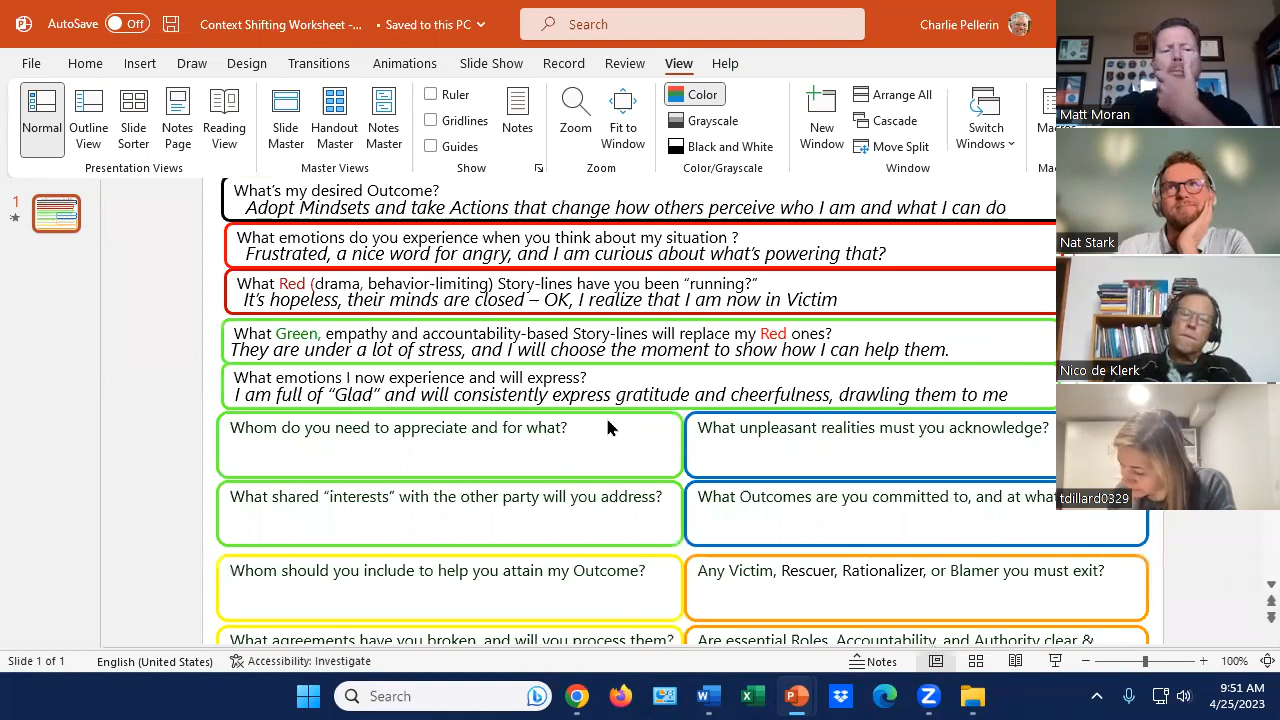 AutoSave Off Context Shifting Worksheet -... • Saved to this PC Search Charlie Pellerin
File Home Insert Draw Design Transitions Animations Slide Show Record Review View Help
Normal Outline View Slide Sorter Notes Page Reading View
Presentation Views
Slide Master Handout Master Notes Master
Master Views
Ruler
Gridlines
Guides
Show
Notes
Zoom Fit to Window
Zoom
Color
Grayscale
Black and White
Color/Grayscale
New Window
Arrange All
Cascade
Move Split
Window
Switch Windows
Macros
Matt Moran
Nat Stark
Nico de Klerk
tdillard0329
1
What's my desired Outcome?
Adopt Mindsets and take Actions that change how others perceive who I am and what I can do
What emotions do you experience when you think about my situation ?
Frustrated, a nice word for angry, and I am curious about what's powering that?
What Red (drama, behavior-limiting) Story-lines have you been "running?"
It's hopeless, their minds are closed – OK, I realize that I am now in Victim
What Green, empathy and accountability-based Story-lines will replace my Red ones?
They are under a lot of stress, and I will choose the moment to show how I can help them.
What emotions I now experience and will express?
I am full of "Glad" and will consistently express gratitude and cheerfulness, drawling them to me
Whom do you need to appreciate and for what?
What unpleasant realities must you acknowledge?
What shared "interests" with the other party will you address?
What Outcomes are you committed to, and at what
Whom should you include to help you attain my Outcome?
Any Victim, Rescuer, Rationalizer, or Blamer you must exit?
What agreements have you broken, and will you process them?
Are essential Roles, Accountability, and Authority clear &
Slide 1 of 1 English (United States) Accessibility: Investigate Notes 100%
Search
9:51 AM
4/25/2023